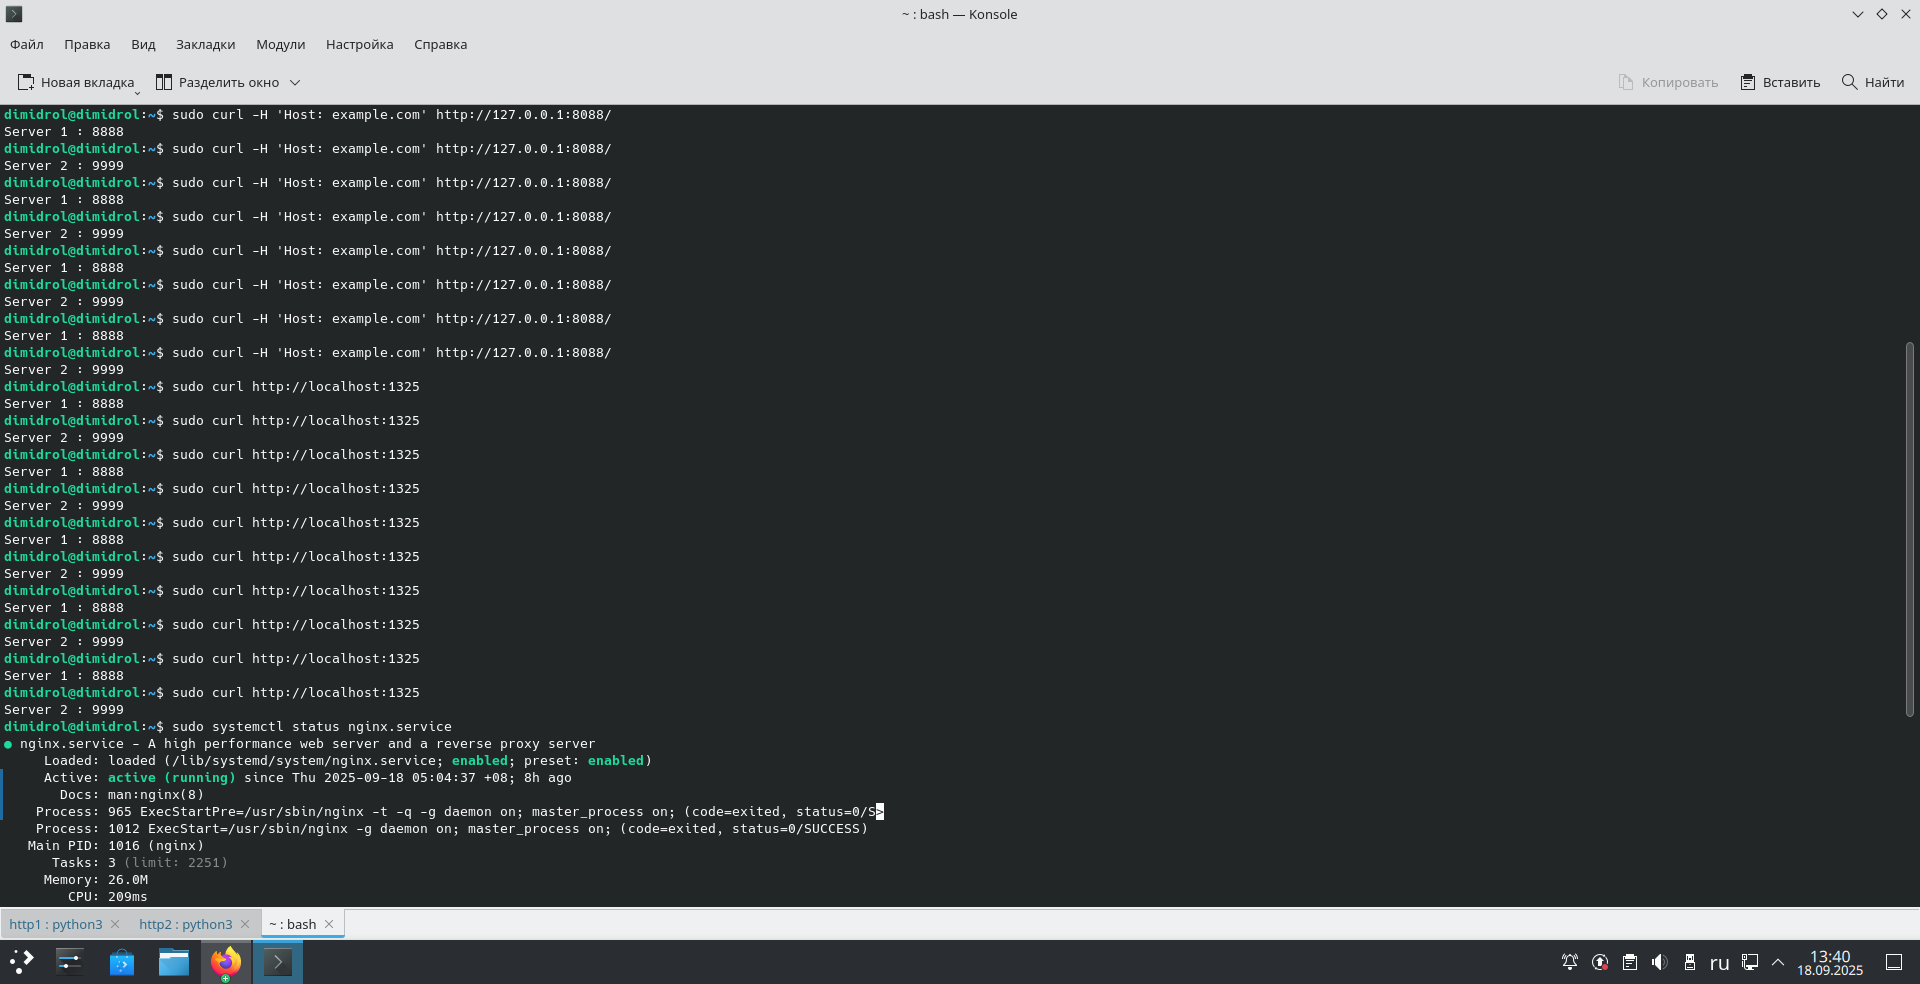 ~ : bash — Konsole
Файл Правка Вид Закладки Модули Настройка Справка
Новая вкладка Разделить окно Копировать Вставить Найти
dimidrol@dimidrol:~$ sudo curl -H 'Host: example.com' http://127.0.0.1:8088/
Server 1 : 8888
dimidrol@dimidrol:~$ sudo curl -H 'Host: example.com' http://127.0.0.1:8088/
Server 2 : 9999
dimidrol@dimidrol:~$ sudo curl -H 'Host: example.com' http://127.0.0.1:8088/
Server 1 : 8888
dimidrol@dimidrol:~$ sudo curl -H 'Host: example.com' http://127.0.0.1:8088/
Server 2 : 9999
dimidrol@dimidrol:~$ sudo curl -H 'Host: example.com' http://127.0.0.1:8088/
Server 1 : 8888
dimidrol@dimidrol:~$ sudo curl -H 'Host: example.com' http://127.0.0.1:8088/
Server 2 : 9999
dimidrol@dimidrol:~$ sudo curl -H 'Host: example.com' http://127.0.0.1:8088/
Server 1 : 8888
dimidrol@dimidrol:~$ sudo curl -H 'Host: example.com' http://127.0.0.1:8088/
Server 2 : 9999
dimidrol@dimidrol:~$ sudo curl http://localhost:1325
Server 1 : 8888
dimidrol@dimidrol:~$ sudo curl http://localhost:1325
Server 2 : 9999
dimidrol@dimidrol:~$ sudo curl http://localhost:1325
Server 1 : 8888
dimidrol@dimidrol:~$ sudo curl http://localhost:1325
Server 2 : 9999
dimidrol@dimidrol:~$ sudo curl http://localhost:1325
Server 1 : 8888
dimidrol@dimidrol:~$ sudo curl http://localhost:1325
Server 2 : 9999
dimidrol@dimidrol:~$ sudo curl http://localhost:1325
Server 1 : 8888
dimidrol@dimidrol:~$ sudo curl http://localhost:1325
Server 2 : 9999
dimidrol@dimidrol:~$ sudo curl http://localhost:1325
Server 1 : 8888
dimidrol@dimidrol:~$ sudo curl http://localhost:1325
Server 2 : 9999
dimidrol@dimidrol:~$ sudo systemctl status nginx.service
● nginx.service - A high performance web server and a reverse proxy server
Loaded: loaded (/lib/systemd/system/nginx.service; enabled; preset: enabled)
Active: active (running) since Thu 2025-09-18 05:04:37 +08; 8h ago
Docs: man:nginx(8)
Process: 965 ExecStartPre=/usr/sbin/nginx -t -q -g daemon on; master_process on; (code=exited, status=0/S>
Process: 1012 ExecStart=/usr/sbin/nginx -g daemon on; master_process on; (code=exited, status=0/SUCCESS)
Main PID: 1016 (nginx)
Tasks: 3 (limit: 2251)
Memory: 26.0M
CPU: 209ms
http1 : python3 http2 : python3 ~ : bash
ru 13:40
18.09.2025